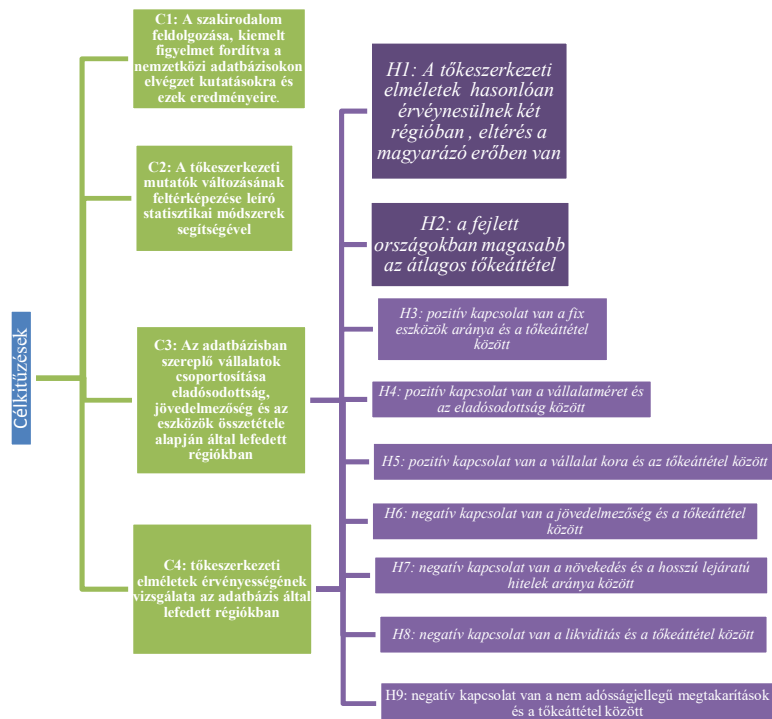 Célkitűzések
C1: A szakirodalom
feldolgozása, kiemelt
figyelmet fordítva a
nemzetközi adatbázisokon
elvégzet kutatásokra és
ezek eredményeire.
C2: A tőkeszerkezeti
mutatók változásának
feltérképezése leíró
statisztikai módszerek
segítségével
C3: Az adatbázisban
szereplő vállalatok
csoportosítása
eladósodottság,
jövedelmezőség és az
eszközök összetétele
alapján által lefedett
régiókban
C4: tőkeszerkezeti
elméletek érvényességének
vizsgálata az adatbázis által
lefedett régiókban
H1: A tőkeszerkezeti
elméletek hasonlóan
érvéynesülnek két
régióban , eltérés a
magyarázó erőben van
H2: a fejlett
országokban magasabb
az átlagos tőkeáttétel
H3: pozitív kapcsolat van a fix
eszközök aránya és a tőkeáttétel
között
H4: pozitív kapcsolat van a vállalatméret és
az eladósodottság között
H5: pozitív kapcsolat van a vállalat kora és az tőkeáttétel között
H6: negatív kapcsolat van a jövedelmezőség és a tőkeáttétel
között
H7: negatív kapcsolat van a növekedés és a hosszú lejáratú
hitelek aránya között
H8: negatív kapcsolat van a likviditás és a tőkeáttétel között
H9: negatív kapcsolat van a nem adósságjellegű megtakarítások
és a tőkeáttétel között